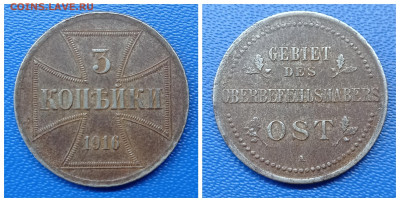 COINS.LAVE.RU
3
КОПѢЙКИ
1916
GEBIET
DES
OBERBEFEHLSHABERS
OST
A